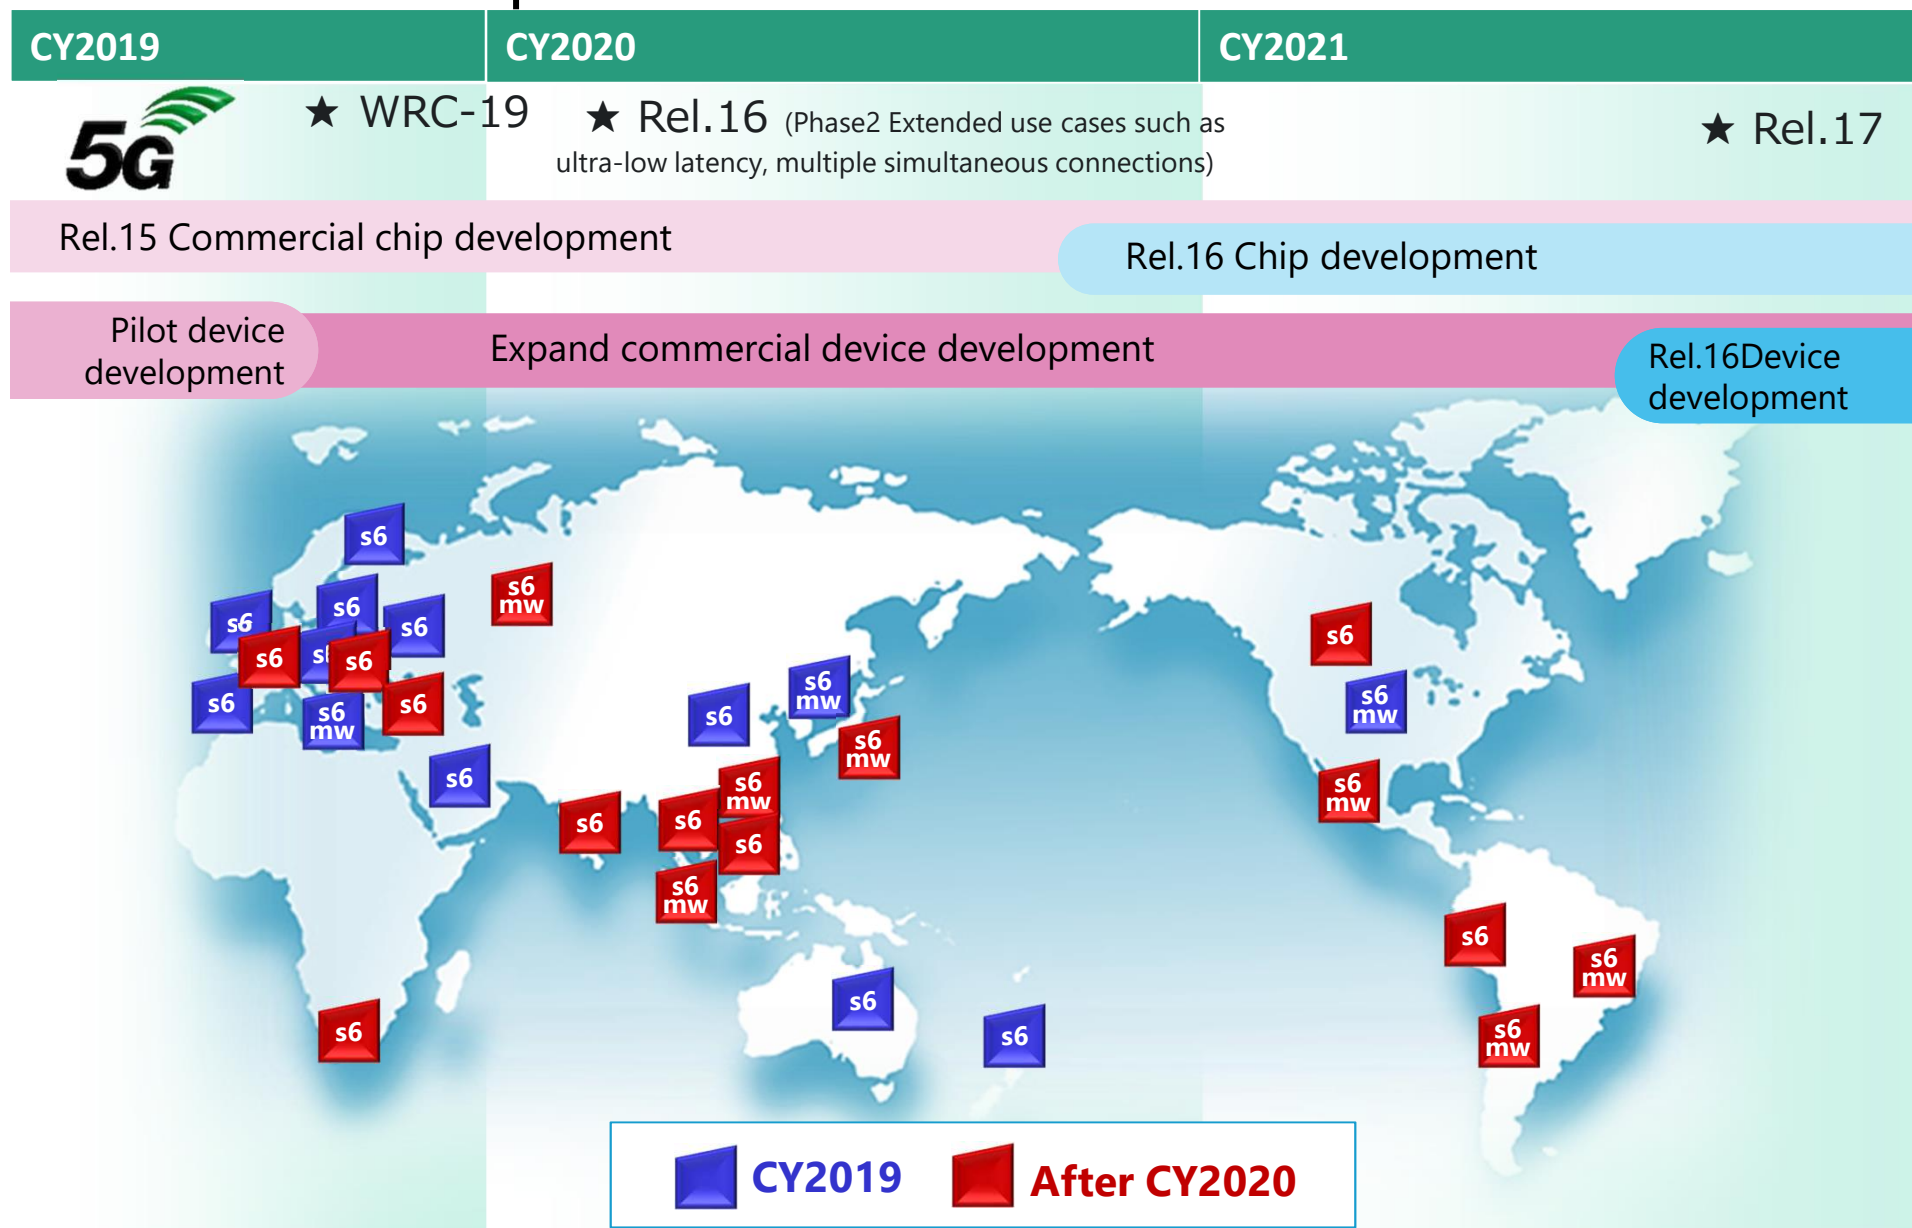 CY2019
CY2020
CY2021
5G
★ WRC-19
★ Rel.16 (Phase2 Extended use cases such as
ultra-low latency, multiple simultaneous connections)
★ Rel.17
Rel.15 Commercial chip development
Rel.16 Chip development
Pilot device
development
Expand commercial device development
Rel.16Device
development
s6
s6
mw
s6
s6
s6
s6
s6
s6
s6
s6
mw
s6
s6
s6
s6
mw
s6
mw
s6
s6
mw
s6
s6
s6
mw
s6
s6
s6
s6
s6
mw
s6
mw
s6
s6
mw
s6
mw
CY2019
After CY2020